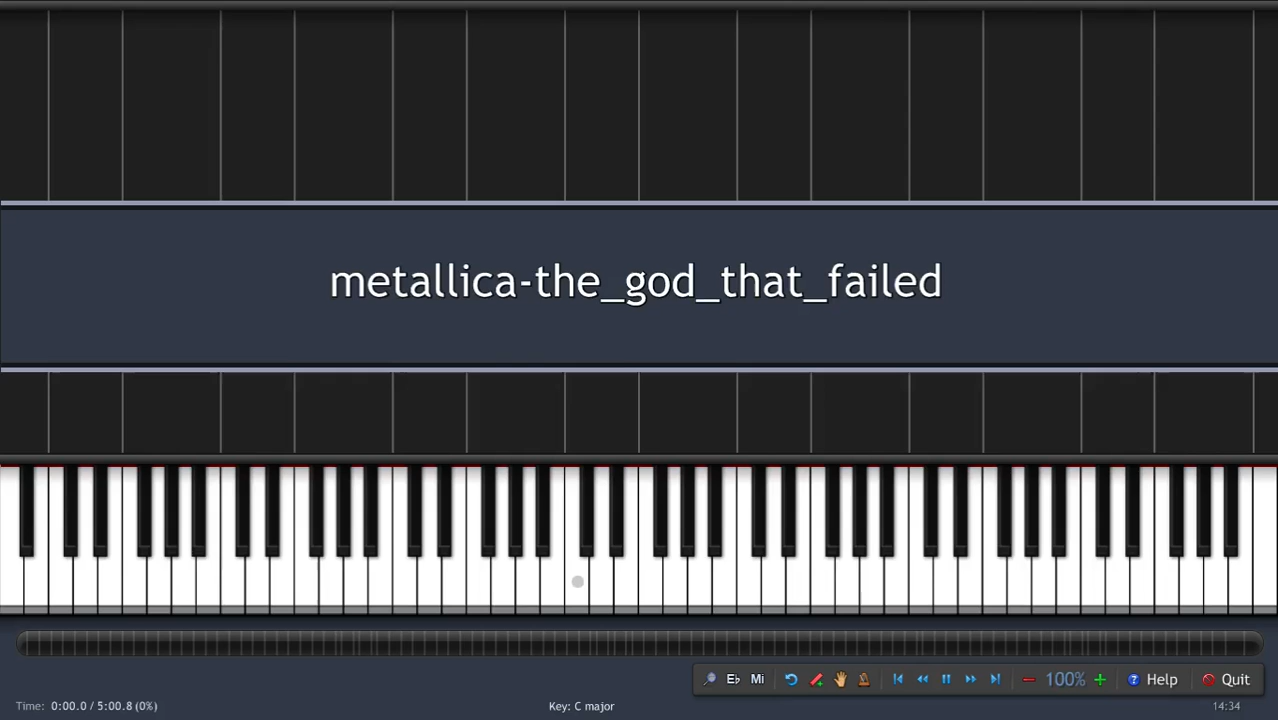 metallica-the_god_that_failed
Eb Mi 100% Help Quit
Time: 0:00.0 / 5:00.8 (0%) Key: C major 14:34